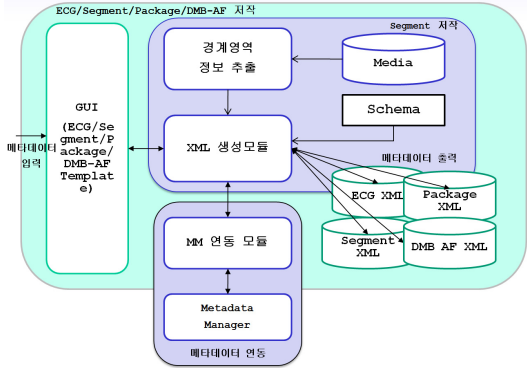 ECG/Segment/Package/DMB-AF 저작
Segment 저작
경계영역
정보 추출
Media
GUI
(ECG/Se
gment/P
ackage/
DMB-AF
Templat
e)
Schema
메타데이터
입력
XML 생성모듈
메타데이터 출력
ECG XML
Package
XML
Segment
XML
DMB AF XML
MM 연동 모듈
Metadata
Manager
메타데이터 연동